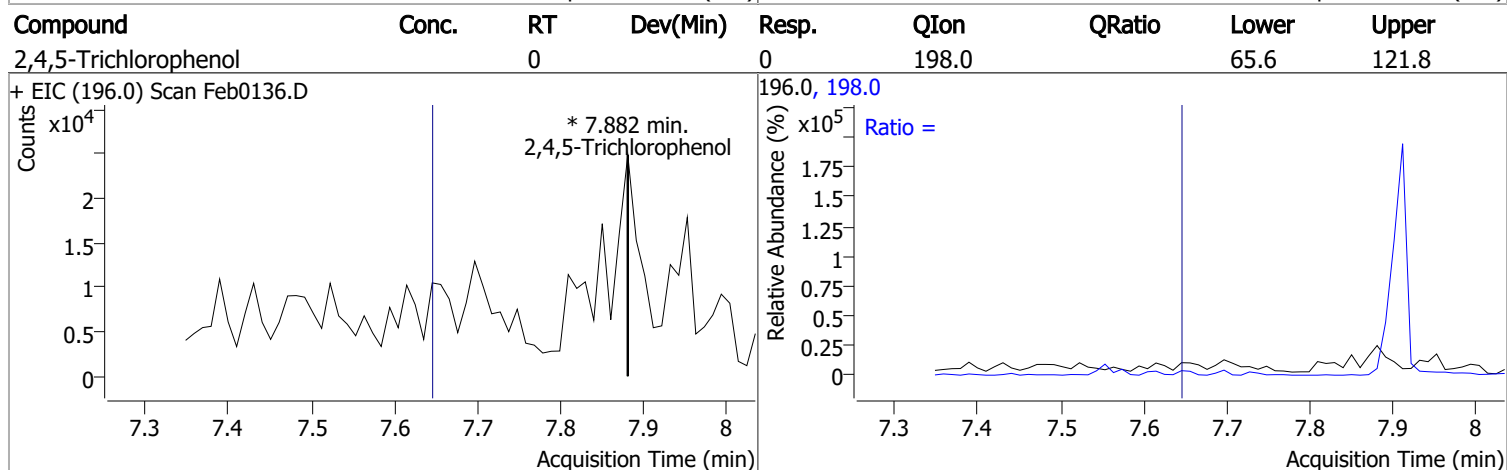 Compound Conc. RT Dev(Min) Resp. QIon QRatio Lower Upper
2,4,5-Trichlorophenol 0 0 198.0 65.6 121.8
+ EIC (196.0) Scan Feb0136.D
Counts
x10^4
* 7.882 min.
2,4,5-Trichlorophenol
2
1.5
1
0.5
0
7.3 7.4 7.5 7.6 7.7 7.8 7.9 8
Acquisition Time (min)
196.0, 198.0
Relative Abundance (%)
x10^5
Ratio =
1.75
1.5
1.25
1
0.75
0.5
0.25
0
7.3 7.4 7.5 7.6 7.7 7.8 7.9 8
Acquisition Time (min)